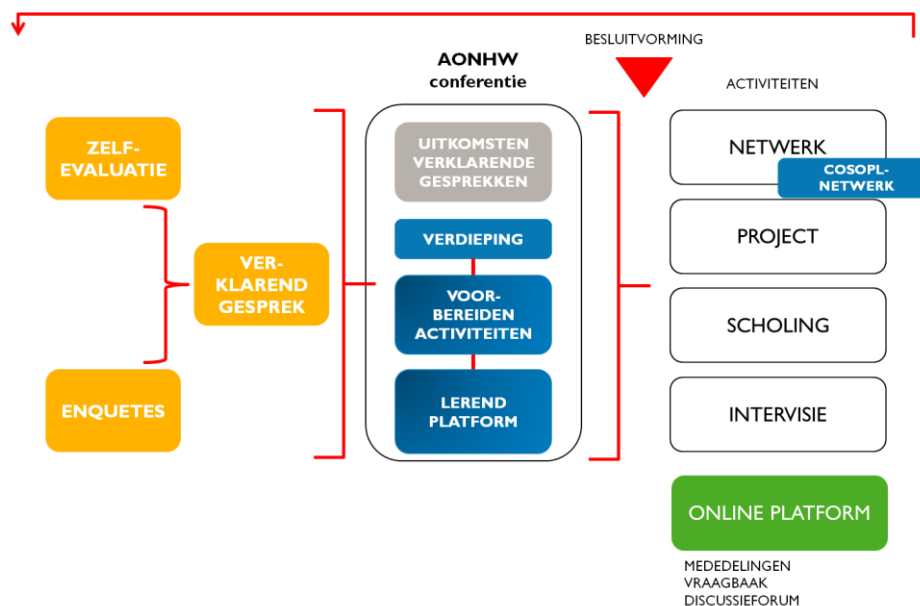 BESLUITVORMING
AONHW
conferentie
ACTIVITEITEN
ZELF-
EVALUATIE
VER-
KLAREND
GESPREK
ENQUETES
UITKOMSTEN
VERKLARENDE
GESPREKKEN
VERDIEPING
VOOR-
BEREIDEN
ACTIVITEITEN
LEREND
PLATFORM
NETWERK
COSOPL-
NETWERK
PROJECT
SCHOLING
INTERVISIE
ONLINE PLATFORM
MEDEDELINGEN
VRAAGBAAK
DISCUSSIEFORUM